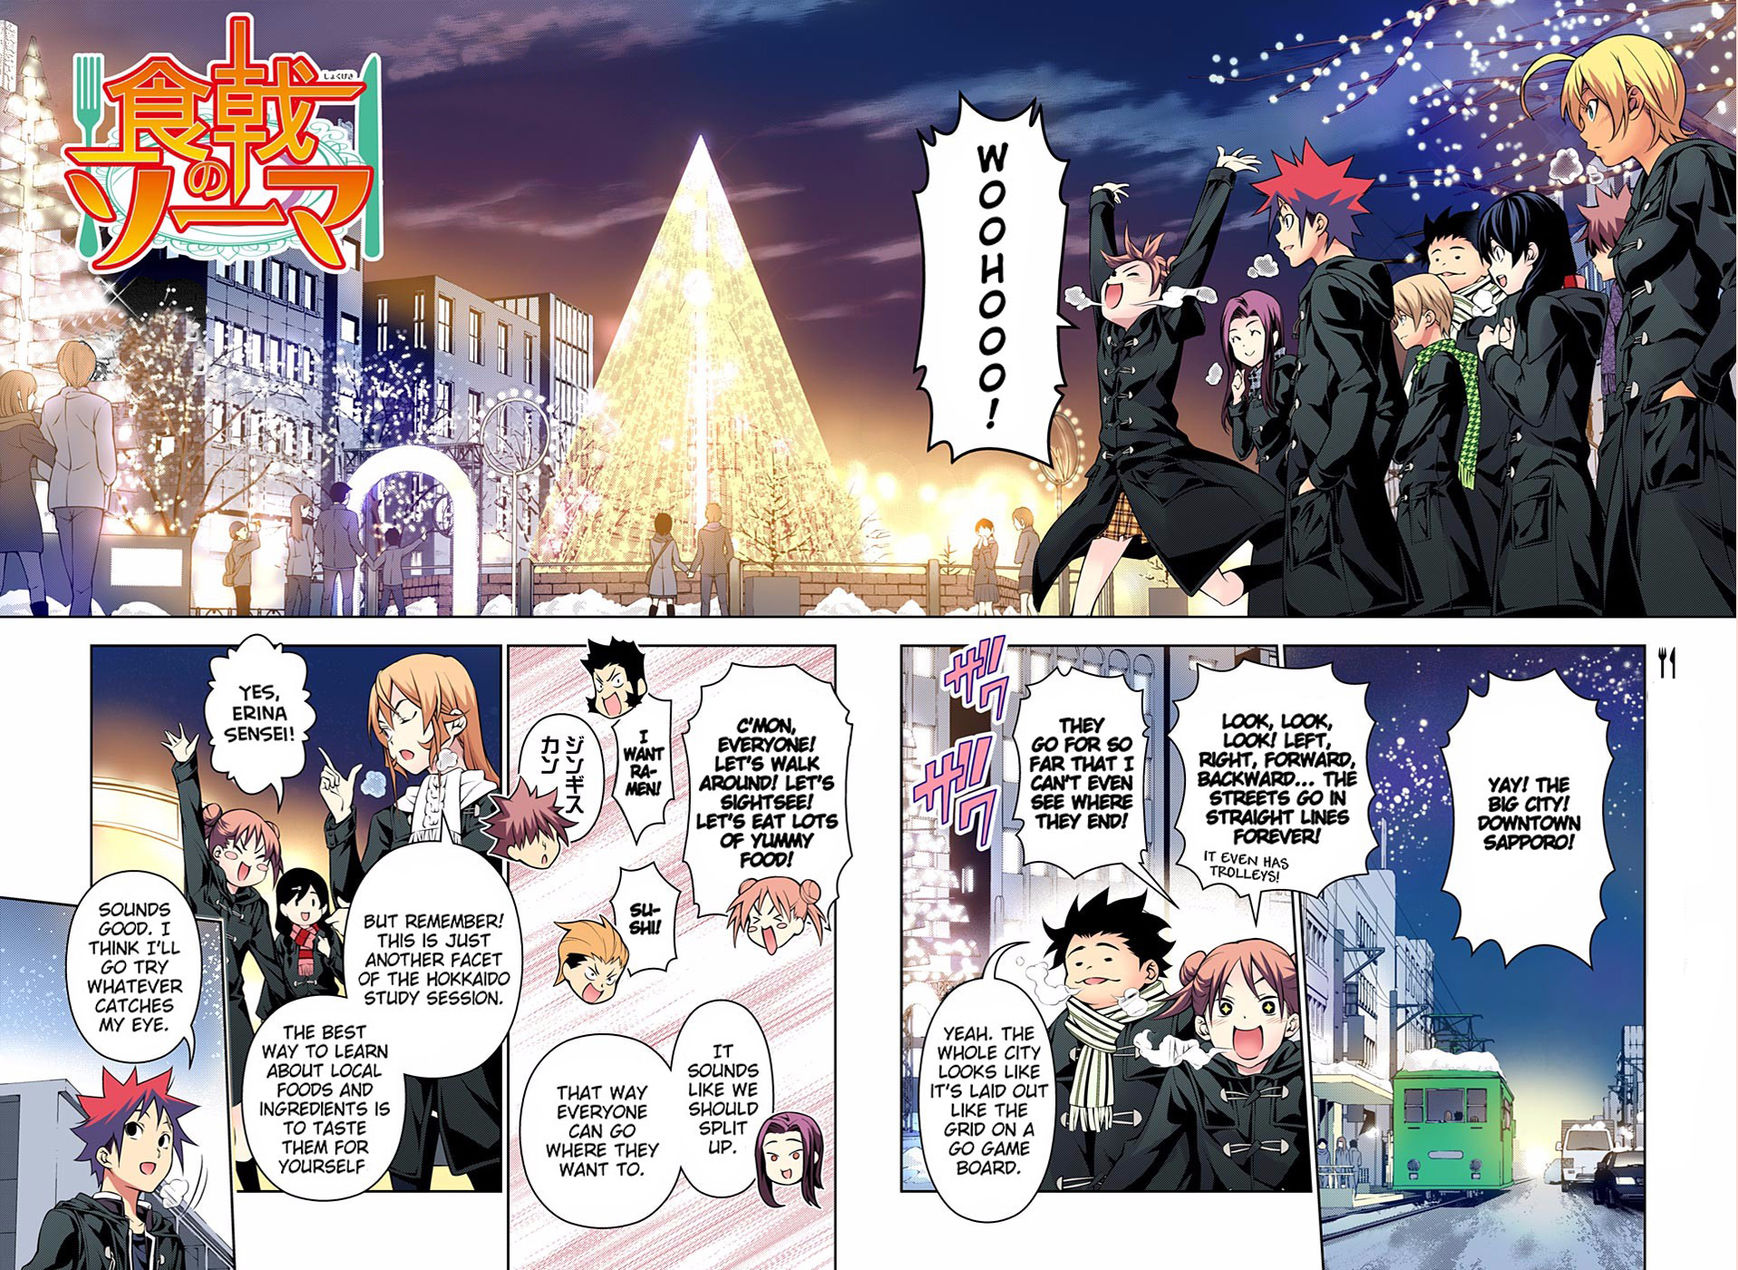 しょくげき
食戟の
ソーマ
WOOHOOO!
YAY! THE
BIG CITY!
DOWNTOWN
SAPPORO!
LOOK, LOOK,
LOOK! LEFT,
RIGHT, FORWARD,
BACKWARD... THE
STREETS GO IN
STRAIGHT LINES
FOREVER!
IT EVEN HAS
TROLLEYS!
THEY
GO FOR SO
FAR THAT I
CAN'T EVEN
SEE WHERE
THEY END!
ザワ
ザワ
YEAH. THE
WHOLE CITY
LOOKS LIKE
IT'S LAID OUT
LIKE THE
GRID ON A
GO GAME
BOARD.
C'MON,
EVERYONE!
LET'S WALK
AROUND! LET'S
SIGHTSEE!
LET'S EAT LOTS
OF YUMMY
FOOD!
I
WANT
RA-
MEN!
ジンギス
カン
SU-
SHI!
IT
SOUNDS
LIKE WE
SHOULD
SPLIT
UP.
THAT WAY
EVERYONE
CAN GO
WHERE THEY
WANT TO.
YES,
ERINA
SENSEI!
BUT REMEMBER!
THIS IS JUST
ANOTHER FACET
OF THE HOKKAIDO
STUDY SESSION.
THE BEST
WAY TO LEARN
ABOUT LOCAL
FOODS AND
INGREDIENTS IS
TO TASTE
THEM FOR
YOURSELF
SOUNDS
GOOD. I
THINK I'LL
GO TRY
WHATEVER
CATCHES
MY EYE.